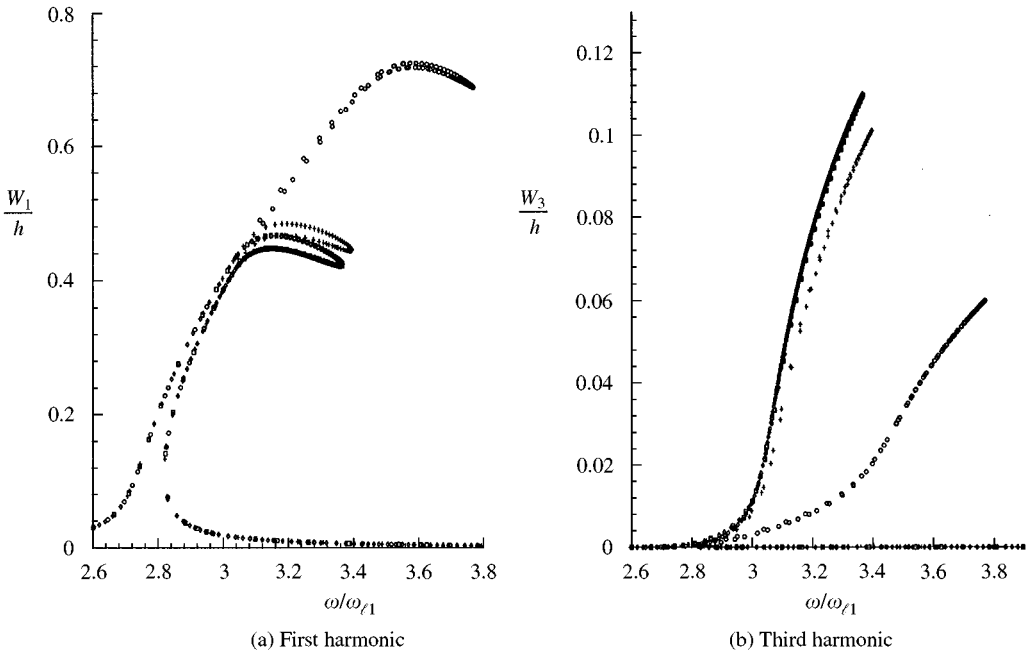 0.8
0.6
W₁
h
0.4
0.2
0
2.6 2.8 3 3.2 3.4 3.6 3.8
ω/ωℓ1
(a) First harmonic
0.12
0.1
W₃
h
0.08
0.06
0.04
0.02
0
2.6 2.8 3 3.2 3.4 3.6 3.8
ω/ωℓ1
(b) Third harmonic